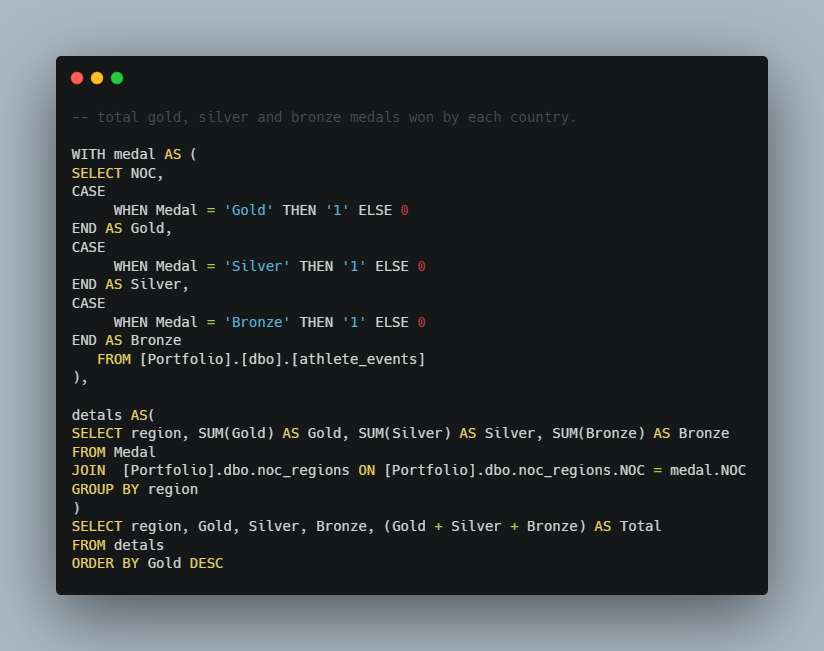 -- total gold, silver and bronze medals won by each country.
WITH medal AS (
SELECT NOC,
CASE
     WHEN Medal = 'Gold' THEN '1' ELSE 0
END AS Gold,
CASE
     WHEN Medal = 'Silver' THEN '1' ELSE 0
END AS Silver,
CASE
     WHEN Medal = 'Bronze' THEN '1' ELSE 0
END AS Bronze
   FROM [Portfolio].[dbo].[athlete_events]
),
detals AS(
SELECT region, SUM(Gold) AS Gold, SUM(Silver) AS Silver, SUM(Bronze) AS Bronze
FROM Medal
JOIN  [Portfolio].dbo.noc_regions ON [Portfolio].dbo.noc_regions.NOC = medal.NOC
GROUP BY region
)
SELECT region, Gold, Silver, Bronze, (Gold + Silver + Bronze) AS Total
FROM detals
ORDER BY Gold DESC